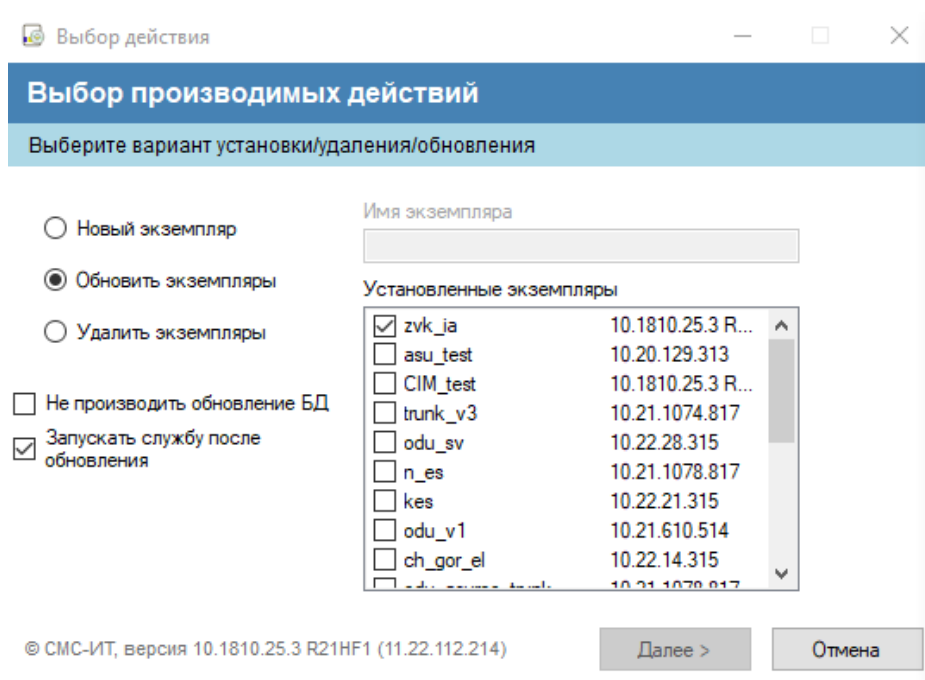 Выбор действия
Выбор производимых действий
Выберите вариант установки/удаления/обновления
Новый экземпляр
Обновить экземпляры
Удалить экземпляры
Не производить обновление БД
Запускать службу после
обновления
Имя экземпляра
Установленные экземпляры
zvk_ia 10.1810.25.3 R...
asu_test 10.20.129.313
CIM_test 10.1810.25.3 R...
trunk_v3 10.21.1074.817
odu_sv 10.22.28.315
n_es 10.21.1078.817
kes 10.22.21.315
odu_v1 10.21.610.514
ch_gor_el 10.22.14.315
10.21.1078.817
© СМС-ИТ, версия 10.1810.25.3 R21HF1 (11.22.112.214)
Далее >
Отмена